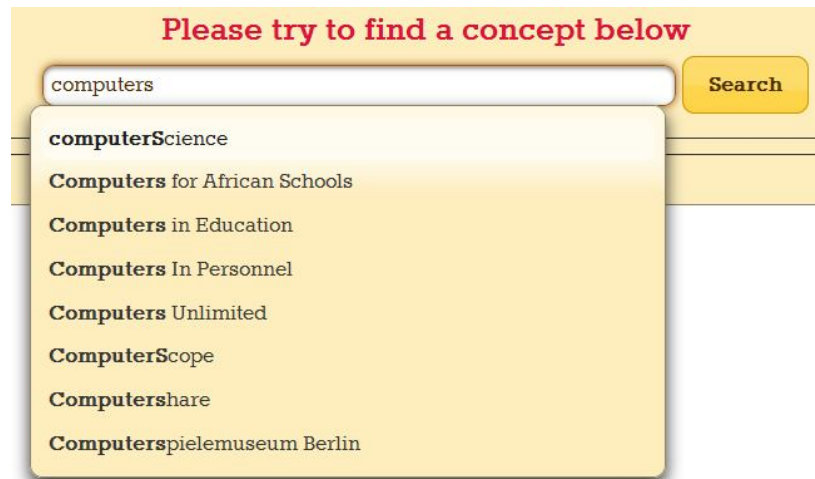 Please try to find a concept below
computers
Search
computerScience
Computers for African Schools
Computers in Education
Computers In Personnel
Computers Unlimited
ComputerScope
Computershare
Computerspielemuseum Berlin